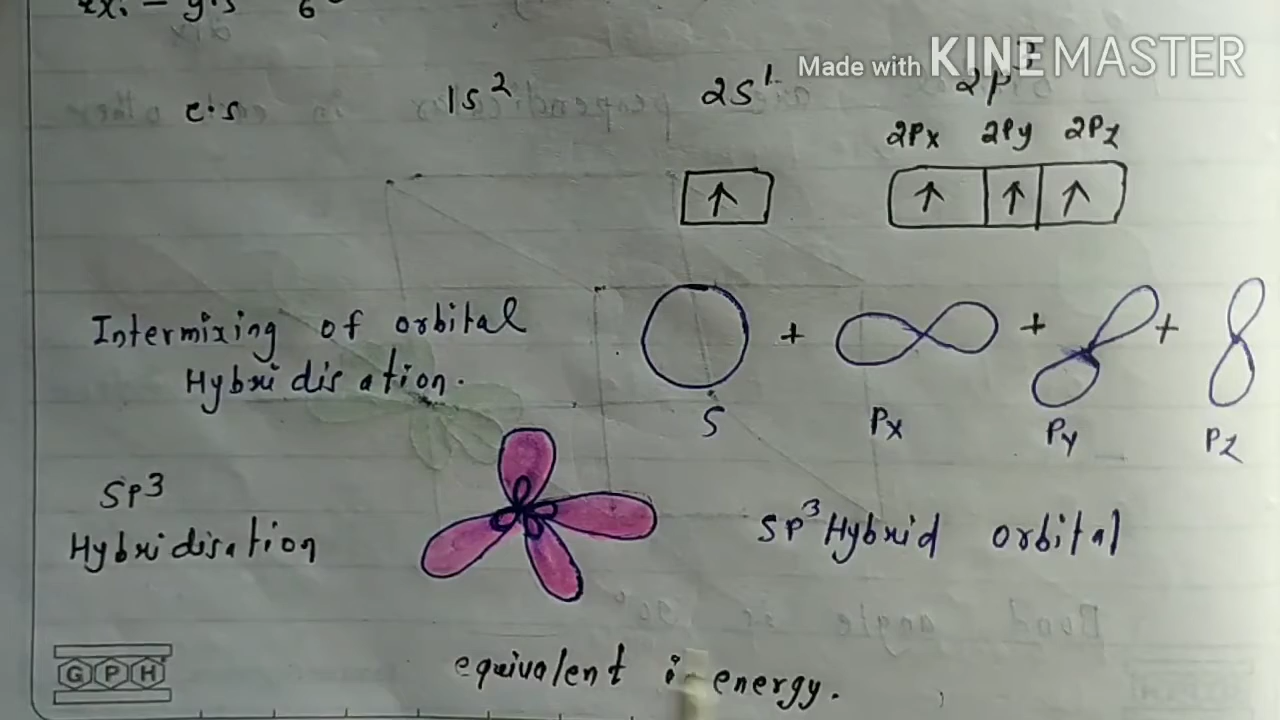 Made with KINEMASTER
e.s 1s² 2s¹ 2p³
2Px 2Py 2Pz
↑ ↑ ↑ ↑
Intermixing of orbital
Hybridisation.
+ + +
S Px Py Pz
SP³
Hybridisation
SP³ Hybrid orbital
GPH
equivalent energy.